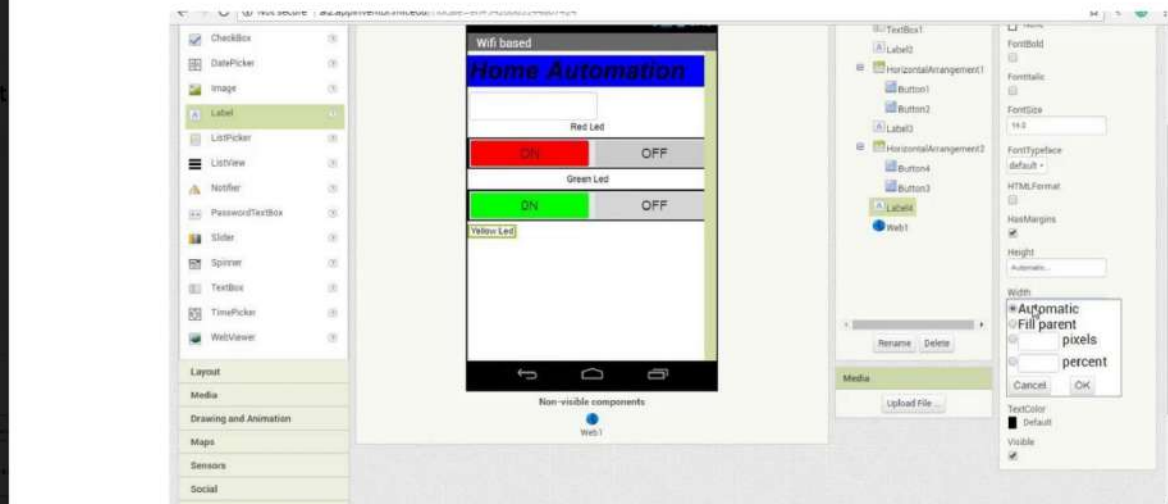 Not secure
CheckBox
DatePicker
Image
Label
ListPicker
ListView
Notifier
PasswordTextBox
Slider
Spinner
TextBox
TimePicker
WebViewer
Layout
Media
Drawing and Animation
Maps
Sensors
Social
Wifi based
Home Automation
Red Led
ON OFF
Green Led
ON OFF
Yellow Led
Non-visible components
Web1
TextBox1
Label2
HorizontalArrangement1
Button1
Button2
Label3
HorizontalArrangement2
Button4
Button3
Label4
Web1
Rename Delete
Media
Upload File ...
FontBold
FontItalic
FontSize
14.0
FontTypeface
default
HTMLFormat
HasMargins
Height
Automatic...
Width
Automatic
Fill parent
pixels
percent
Cancel OK
TextColor
Default
Visible